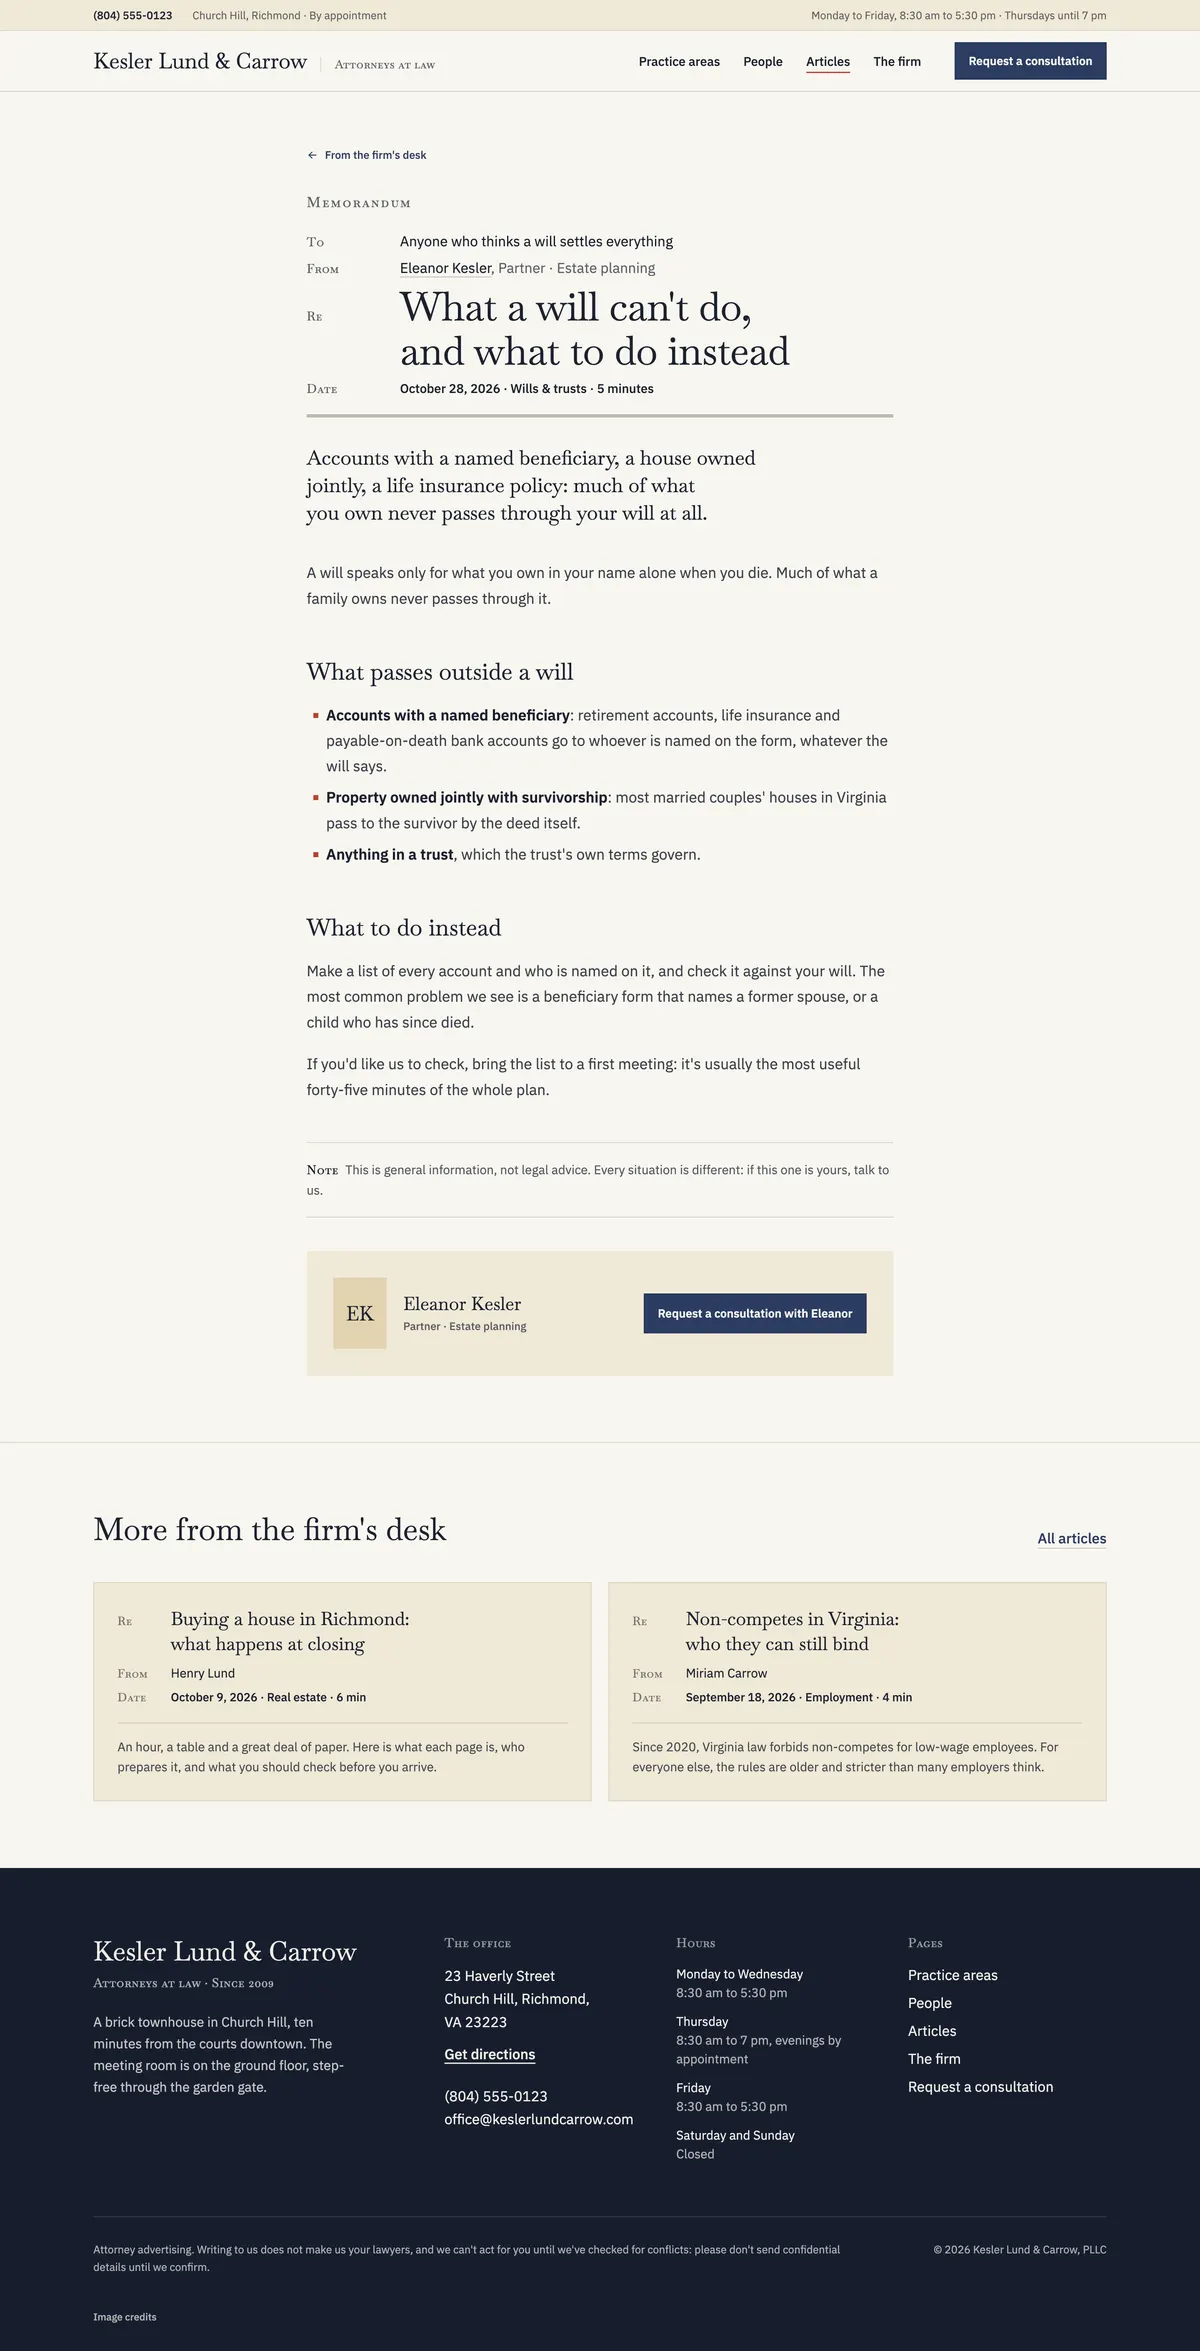 (804) 555-0123
Church Hill, Richmond · By appointment
Monday to Friday, 8:30 am to 5:30 pm · Thursdays until 7 pm
Kesler Lund & Carrow
Attorneys at law
Practice areas
People
Articles
The firm
Request a consultation
← From the firm's desk
Memorandum
To
Anyone who thinks a will settles everything
From
Eleanor Kesler, Partner · Estate planning
Re
What a will can't do,
and what to do instead
Date
October 28, 2026 · Wills & trusts · 5 minutes
Accounts with a named beneficiary, a house owned
jointly, a life insurance policy: much of what
you own never passes through your will at all.
A will speaks only for what you own in your name alone when you die. Much of what a
family owns never passes through it.
What passes outside a will
Accounts with a named beneficiary: retirement accounts, life insurance and
payable-on-death bank accounts go to whoever is named on the form, whatever the
will says.
Property owned jointly with survivorship: most married couples' houses in Virginia
pass to the survivor by the deed itself.
Anything in a trust, which the trust's own terms govern.
What to do instead
Make a list of every account and who is named on it, and check it against your will. The
most common problem we see is a beneficiary form that names a former spouse, or a
child who has since died.
If you'd like us to check, bring the list to a first meeting: it's usually the most useful
forty-five minutes of the whole plan.
Note This is general information, not legal advice. Every situation is different: if this one is yours, talk to
us.
EK
Eleanor Kesler
Partner · Estate planning
Request a consultation with Eleanor
More from the firm's desk
All articles
Re
Buying a house in Richmond:
what happens at closing
From
Henry Lund
Date
October 9, 2026 · Real estate · 6 min
An hour, a table and a great deal of paper. Here is what each page is, who
prepares it, and what you should check before you arrive.
Re
Non-competes in Virginia:
who they can still bind
From
Miriam Carrow
Date
September 18, 2026 · Employment · 4 min
Since 2020, Virginia law forbids non-competes for low-wage employees. For
everyone else, the rules are older and stricter than many employers think.
Kesler Lund & Carrow
Attorneys at law · Since 2009
A brick townhouse in Church Hill, ten
minutes from the courts downtown. The
meeting room is on the ground floor, step-
free through the garden gate.
The office
23 Haverly Street
Church Hill, Richmond,
VA 23223
Get directions
(804) 555-0123
office@keslerlundcarrow.com
Hours
Monday to Wednesday
8:30 am to 5:30 pm
Thursday
8:30 am to 7 pm, evenings by
appointment
Friday
8:30 am to 5:30 pm
Saturday and Sunday
Closed
Pages
Practice areas
People
Articles
The firm
Request a consultation
Attorney advertising. Writing to us does not make us your lawyers, and we can't act for you until we've checked for conflicts: please don't send confidential
details until we confirm.
© 2026 Kesler Lund & Carrow, PLLC
Image credits